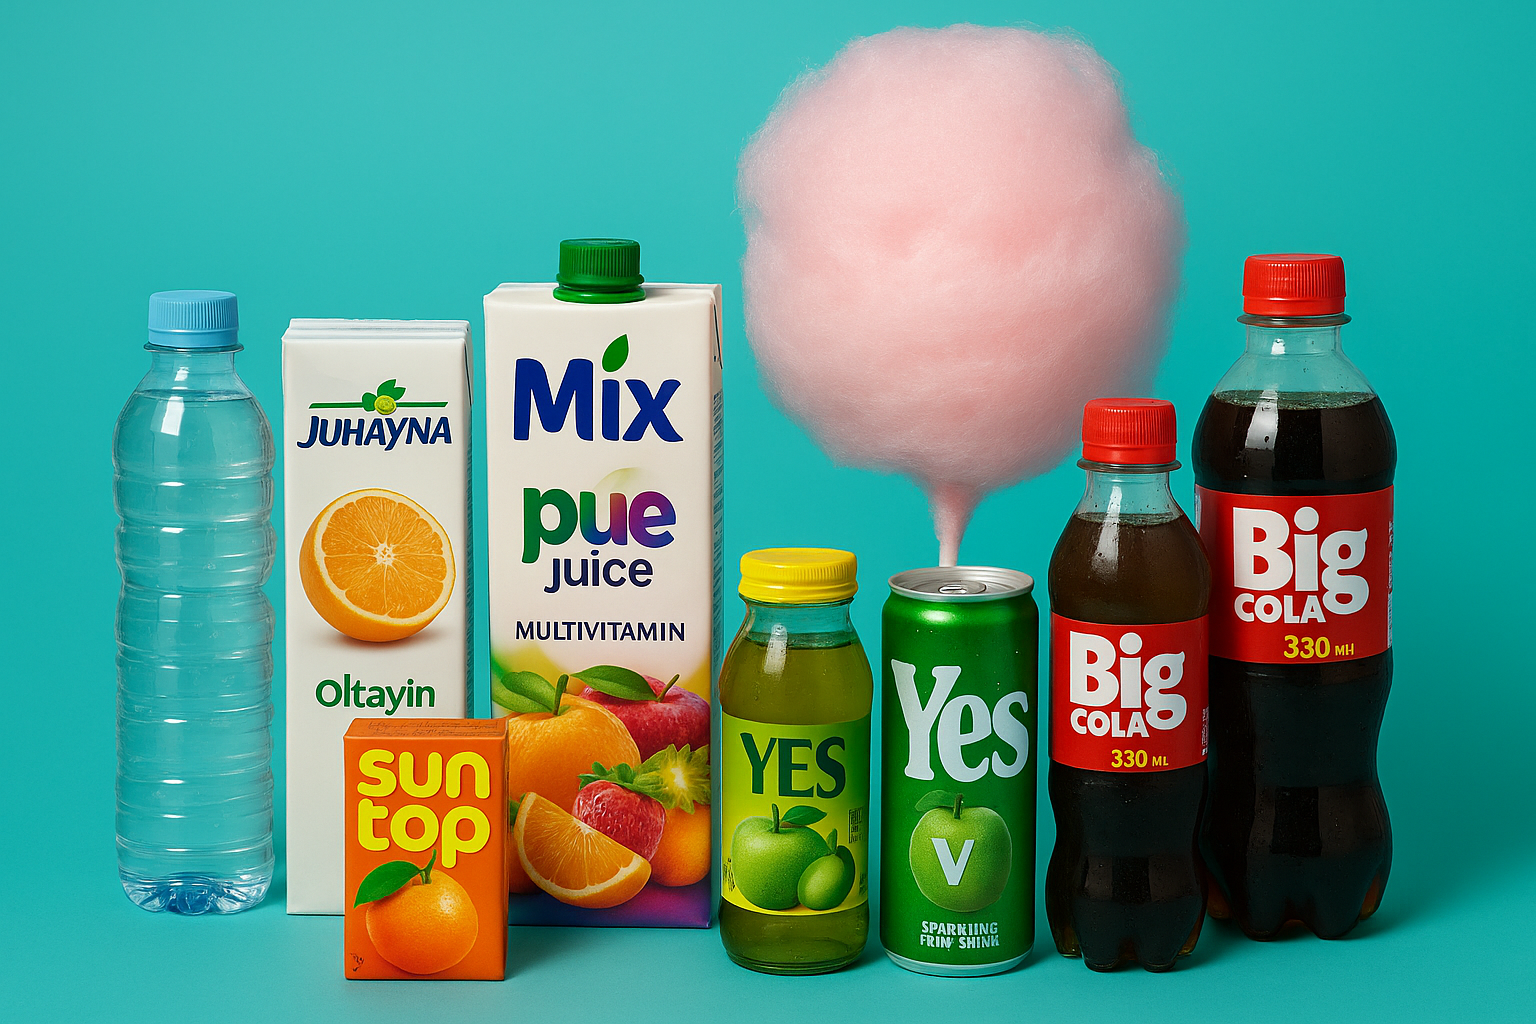 JUHAYNA
Oltayin
sun
top
Mix
pue
juice
MULTIVITAMIN
YES
Yes
V
SPARKIING
FRIN' SHINK
Big
COLA
330 ML
Big
COLA
330 MH